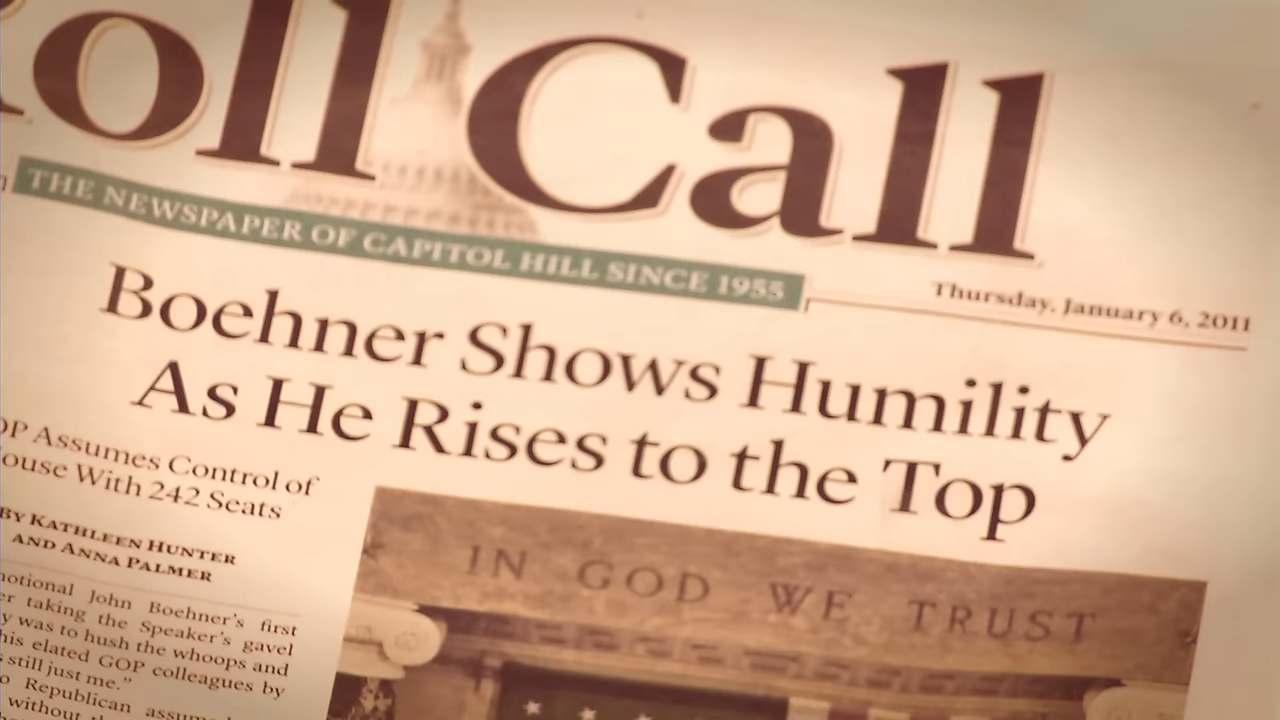 oll Call
THE NEWSPAPER OF CAPITOL HILL SINCE 1955
Thursday, January 6, 2011
Boehner Shows Humility
As He Rises to the Top
OP Assumes Control of
ouse With 242 Seats
BY KATHLEEN HUNTER
AND ANNA PALMER
motional John Boehner's first
er taking the Speaker's gavel
y was to hush the whoops and
his elated GOP colleagues by
still just me."
o Republican assum
without th
IN GOD WE TRUST